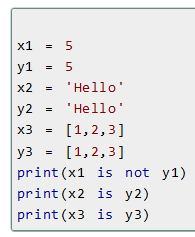 x1 = 5
y1 = 5
x2 = 'Hello'
y2 = 'Hello'
x3 = [1,2,3]
y3 = [1,2,3]
print(x1 is not y1)
print(x2 is y2)
print(x3 is y3)